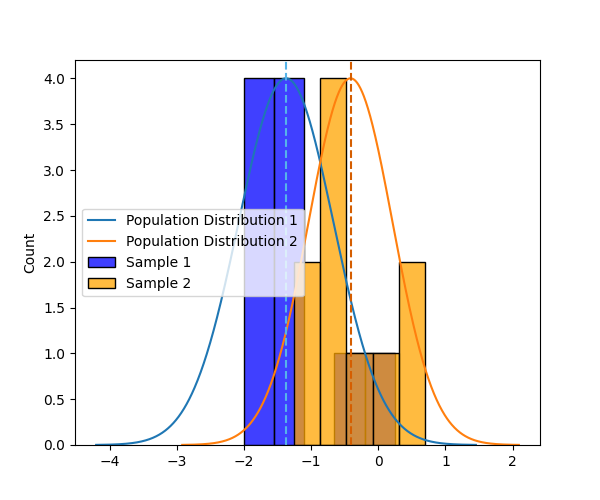 4.0
3.5
3.0
2.5
2.0
1.5
1.0
0.5
0.0
Count
Population Distribution 1
Population Distribution 2
Sample 1
Sample 2
−4 −3 −2 −1 0 1 2